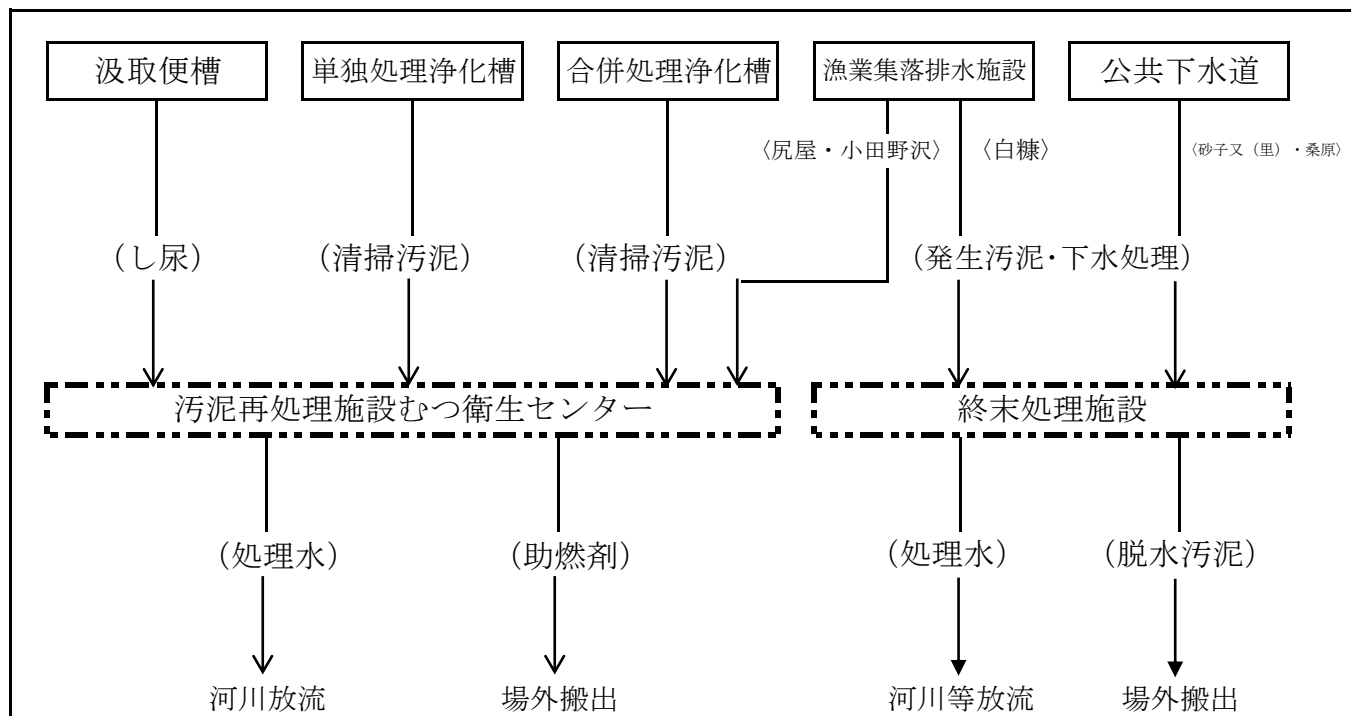 汲取便槽 単独処理浄化槽 合併処理浄化槽 漁業集落排水施設 公共下水道
〈尻屋・小田野沢〉 〈白糠〉 〈砂子又（里）・桑原〉
（し尿） （清掃汚泥） （清掃汚泥） （発生汚泥・下水処理）
汚泥再処理施設むつ衛生センター 終末処理施設
（処理水） （助燃剤） （処理水） （脱水汚泥）
河川放流 場外搬出 河川等放流 場外搬出